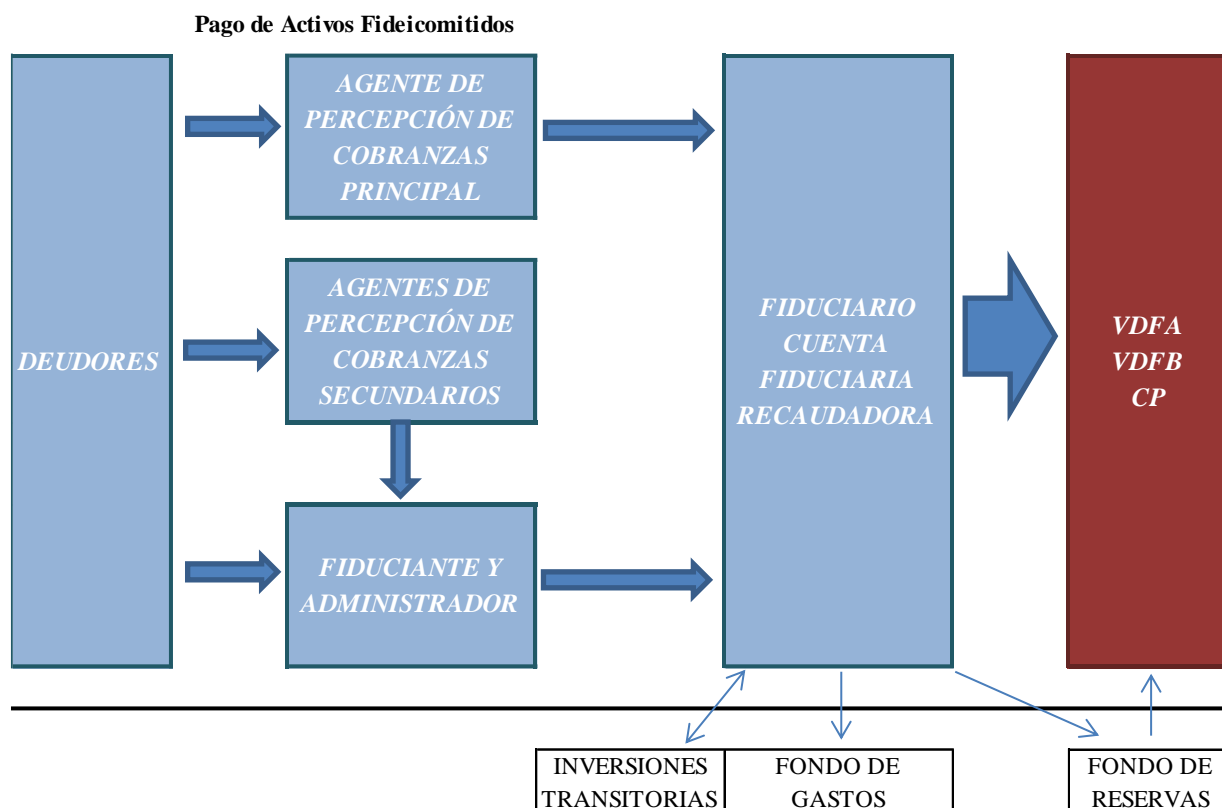 Pago de Activos Fideicomitidos
DEUDORES
AGENTE DE
PERCEPCIÓN DE
COBRANZAS
PRINCIPAL
AGENTES DE
PERCEPCIÓN DE
COBRANZAS
SECUNDARIOS
FIDUCIANTE Y
ADMINISTRADOR
FIDUCIARIO
CUENTA
FIDUCIARIA
RECAUDADORA
VDFA
VDFB
CP
INVERSIONES
TRANSITORIAS
FONDO DE
GASTOS
FONDO DE
RESERVAS